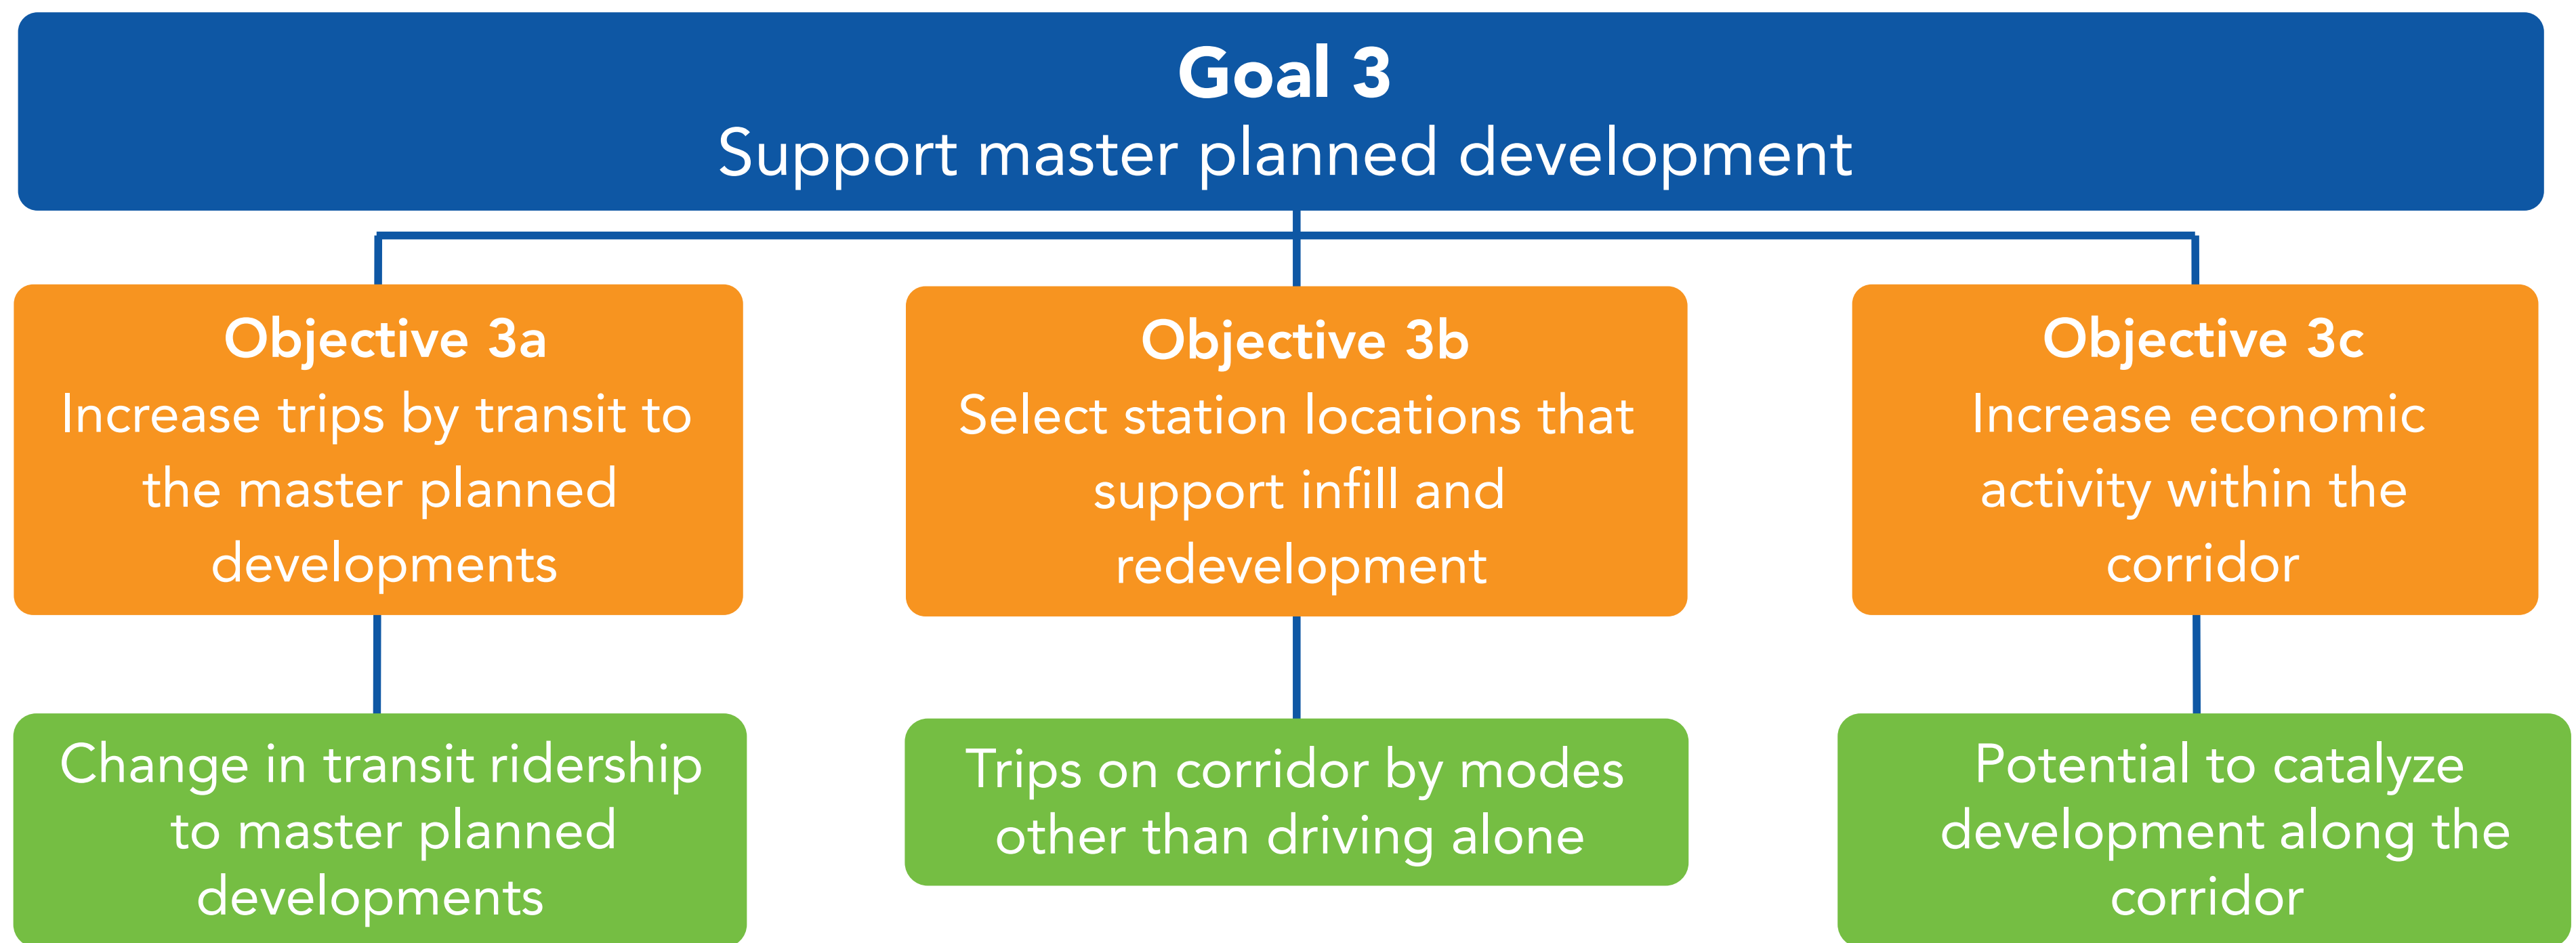 Goal 3
Support master planned development
Objective 3a
Increase trips by transit to
the master planned
developments
Objective 3b
Select station locations that
support infill and
redevelopment
Objective 3c
Increase economic
activity within the
corridor
Change in transit ridership
to master planned
developments
Trips on corridor by modes
other than driving alone
Potential to catalyze
development along the
corridor